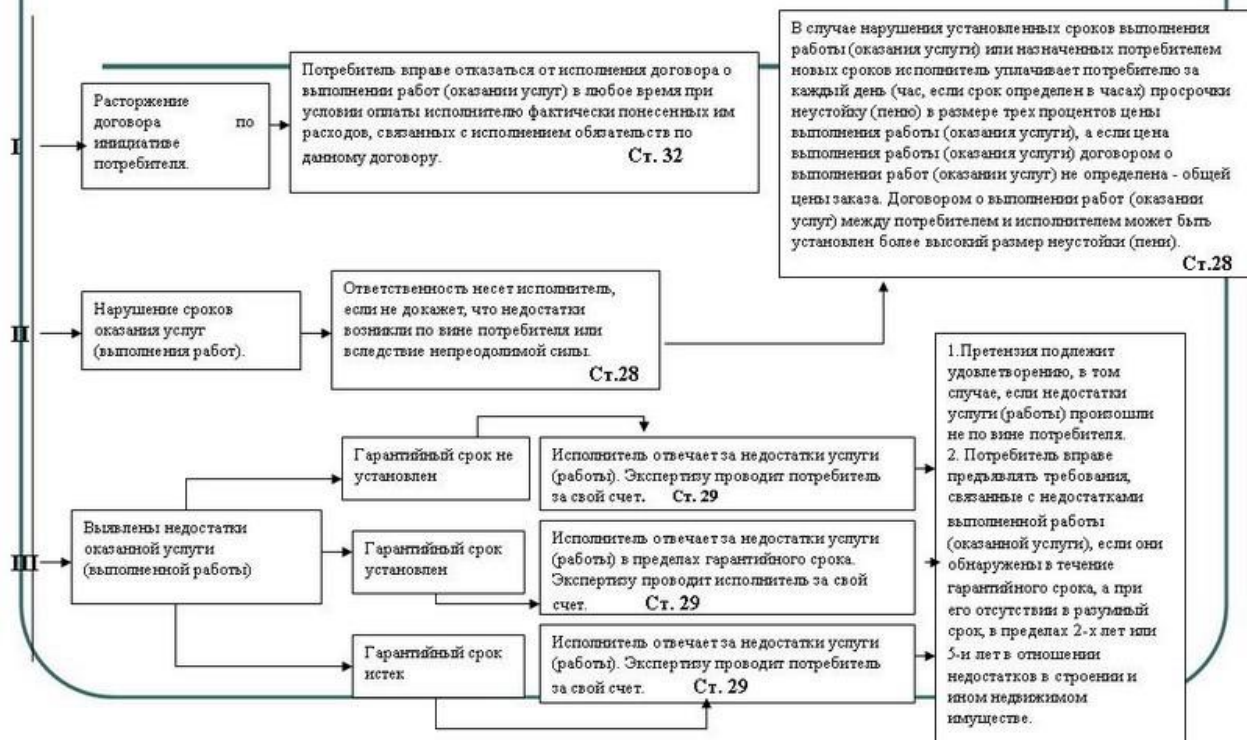 I
Расторжение
договора по
инициативе
потребителя.
Потребитель вправе отказаться от исполнения договора о
выполнении работ (оказании услуг) в любое время при
условии оплаты исполнителю фактически понесенных им
расходов, связанных с исполнением обязательств по
данному договору. Ст. 32
В случае нарушения установленных сроков выполнения
работы (оказания услуги) или назначенных потребителем
новых сроков исполнитель уплачивает потребителю за
каждый день (час, если срок определен в часах) просрочки
неустойку (пеню) в размере трех процентов цены
выполнения работы (оказания услуги), а если цена
выполнения работы (оказания услуги) договором о
выполнении работ (оказании услуг) не определена - общей
цены заказа. Договором о выполнении работ (оказании
услуг) между потребителем и исполнителем может быть
установлен более высокий размер неустойки (пени).
Ст.28
II
Нарушение сроков
оказания услуг
(выполнения работ).
Ответственность несет исполнитель,
если не докажет, что недостатки
возникли по вине потребителя или
вследствие непреодолимой силы.
Ст.28
III
Выявлены недостатки
оказанной услуги
(выполненной работы)
Гарантийный срок не
установлен
Исполнитель отвечает за недостатки услуги
(работы). Экспертизу проводит потребитель
за свой счет. Ст. 29
Гарантийный срок
установлен
Исполнитель отвечает за недостатки услуги
(работы) в пределах гарантийного срока.
Экспертизу проводит исполнитель за свой
счет. Ст. 29
Гарантийный срок
истек
Исполнитель отвечает за недостатки услуги
(работы). Экспертизу проводит потребитель
за свой счет. Ст. 29
1.Претензия подлежит
удовлетворению, в том
случае, если недостатки
услуги (работы) произошли
не по вине потребителя.
2. Потребитель вправе
предъявлять требования,
связанные с недостатками
выполненной работы
(оказанной услуги), если они
обнаружены в течение
гарантийного срока, а при
его отсутствии в разумный
срок, в пределах 2-х лет или
5-и лет в отношении
недостатков в строении и
ином недвижимом
имуществе.